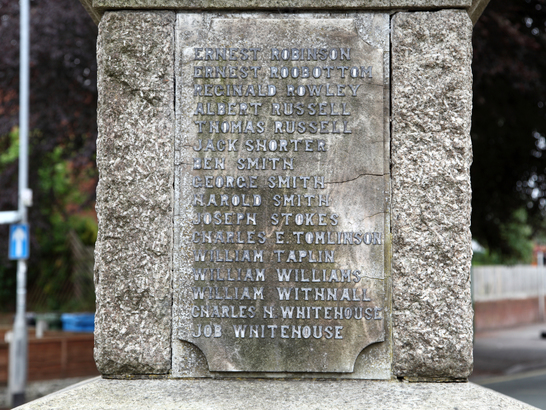 ERNEST ROBINSON
ERNEST ROOBOTTOM
REGINALD ROWLEY
ALBERT RUSSELL
THOMAS RUSSELL
JACK SHORTER
BEN SMITH
GEORGE SMITH
HAROLD SMITH
JOSEPH STOKES
CHARLES E. TOMLINSON
WILLIAM TAPLIN
WILLIAM WILLIAMS
WILLIAM WITHNALL
CHARLES N. WHITEHOUSE
JOB WHITEHOUSE